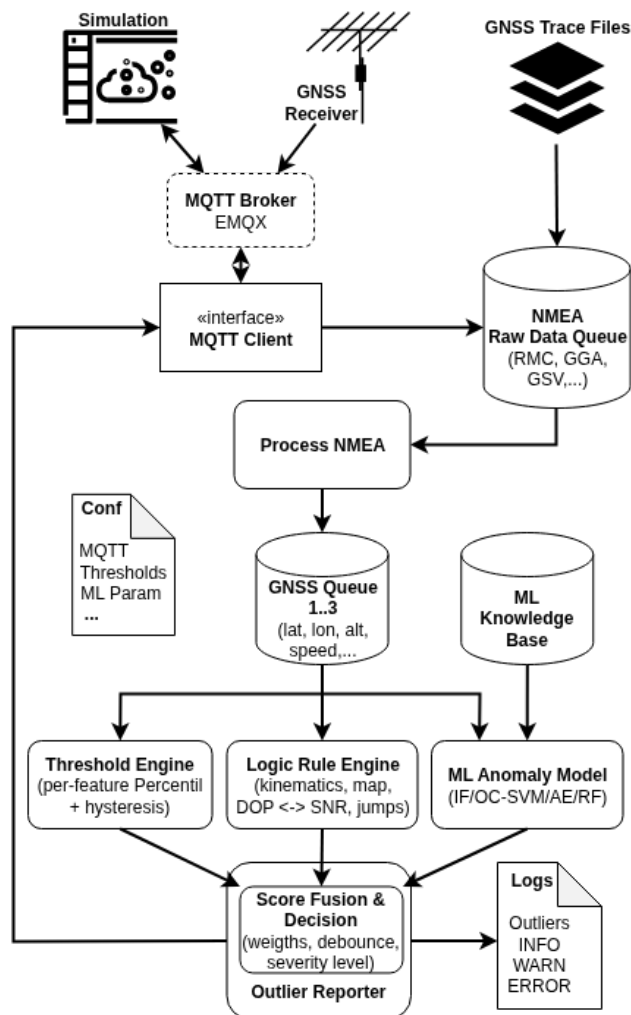 Simulation
GNSS
Receiver
GNSS Trace Files
MQTT Broker
EMQX
«interface»
MQTT Client
NMEA
Raw Data Queue
(RMC, GGA,
GSV,...)
Process NMEA
Conf
MQTT
Thresholds
ML Param
...
GNSS Queue
1..3
(lat, lon, alt,
speed,...
ML
Knowledge
Base
Threshold Engine
(per-feature Percentil
+ hysteresis)
Logic Rule Engine
(kinematics, map,
DOP <-> SNR, jumps)
ML Anomaly Model
(IF/OC-SVM/AE/RF)
Score Fusion &
Decision
(weigths, debounce,
severity level)
Outlier Reporter
Logs
Outliers
INFO
WARN
ERROR